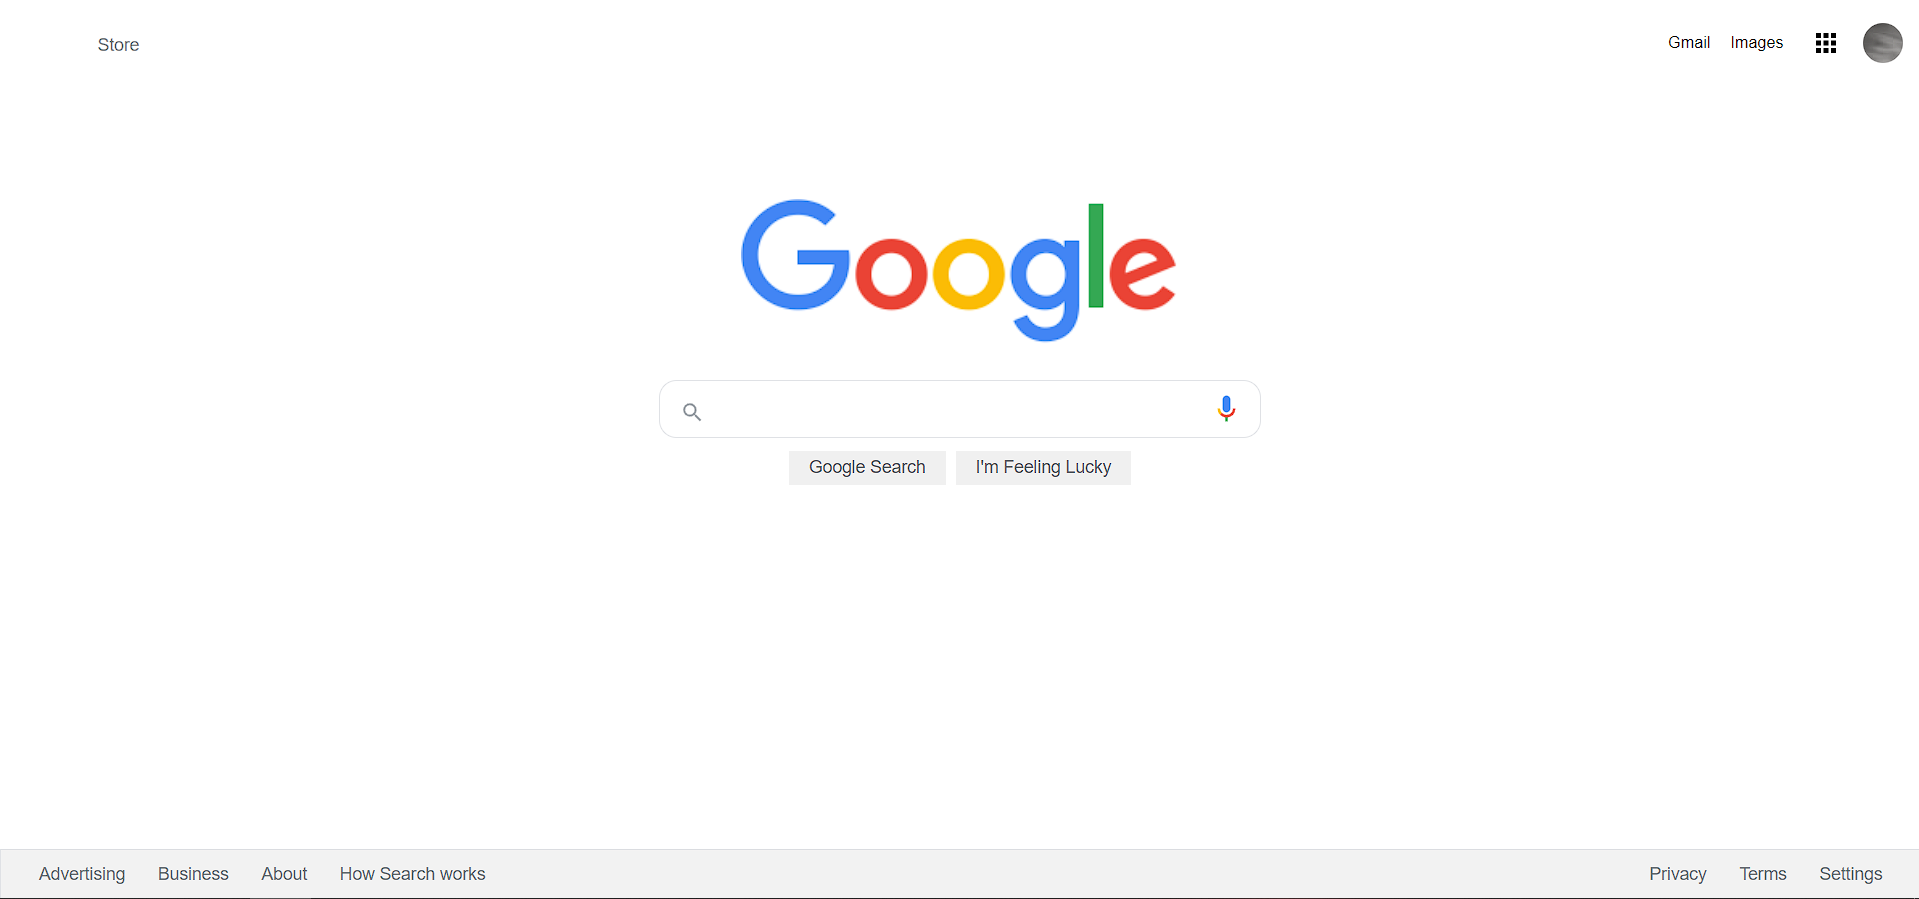 Store
Gmail Images
Google
Google Search I'm Feeling Lucky
Advertising Business About How Search works Privacy Terms Settings